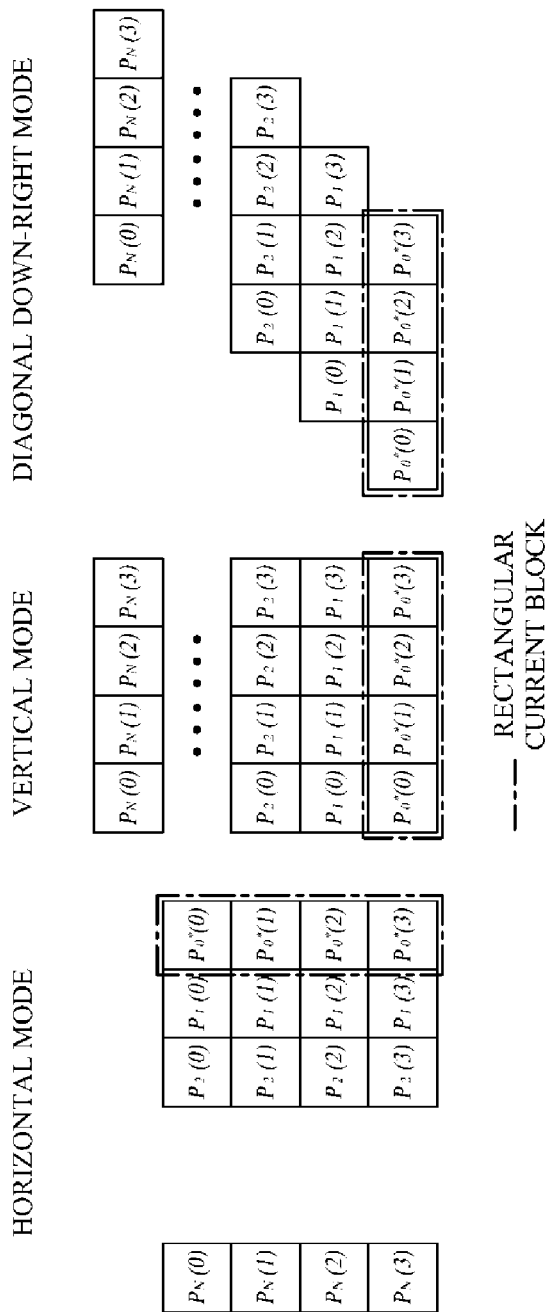 HORIZONTAL MODE
P_N(0) P_2(0) P_1(0) P_0*(0)
P_N(1) P_2(1) P_1(1) P_0*(1)
P_N(2) P_2(2) P_1(2) P_0*(2)
P_N(3) P_2(3) P_1(3) P_0*(3)
VERTICAL MODE
P_N(0) P_N(1) P_N(2) P_N(3)
P_2(0) P_2(1) P_2(2) P_2(3)
P_1(0) P_1(1) P_1(2) P_1(3)
P_0*(0) P_0*(1) P_0*(2) P_0*(3)
DIAGONAL DOWN-RIGHT MODE
P_N(0) P_N(1) P_N(2) P_N(3)
P_2(0) P_2(1) P_2(2) P_2(3)
P_1(0) P_1(1) P_1(2) P_1(3)
P_0*(0) P_0*(1) P_0*(2) P_0*(3)
RECTANGULAR
CURRENT BLOCK